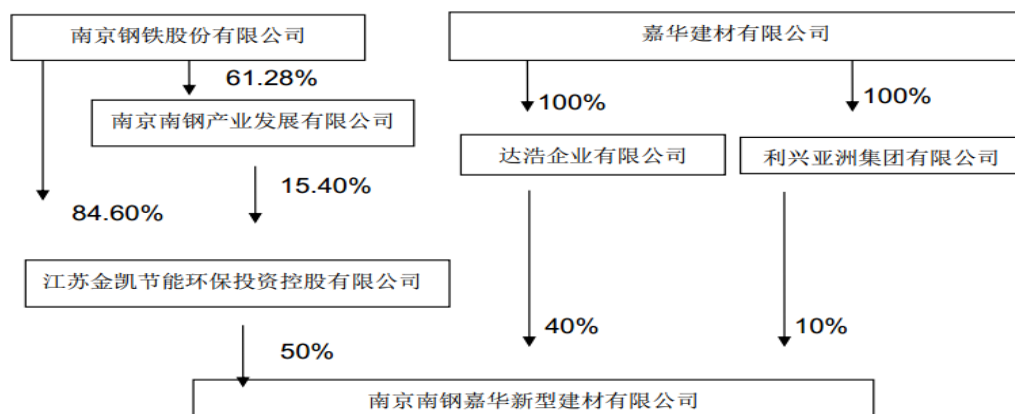 南京钢铁股份有限公司
嘉华建材有限公司
61.28%
100%
100%
南京南钢产业发展有限公司
达浩企业有限公司
利兴亚洲集团有限公司
15.40%
84.60%
江苏金凯节能环保投资控股有限公司
40%
10%
50%
南京南钢嘉华新型建材有限公司